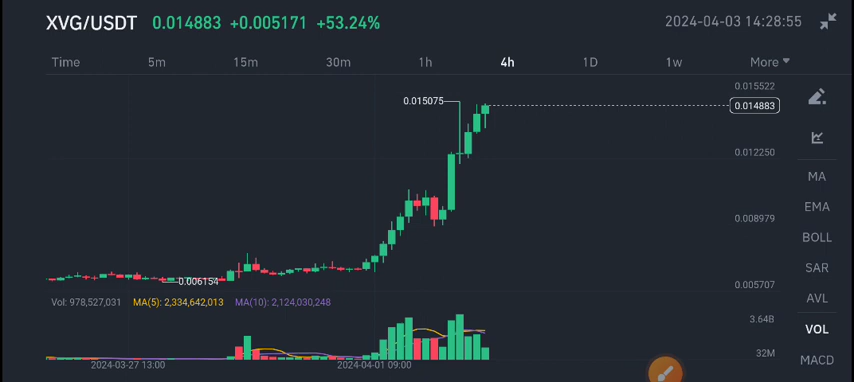 XVG/USDT 0.014883 +0.005171 +53.24% 2024-04-03 14:28:55
Time 5m 15m 30m 1h 4h 1D 1w More
0.015522
0.015075
0.014883
0.012250
MA
EMA
0.008979
BOLL
SAR
0.006154
0.005707
AVL
Vol: 978,527,031 MA(5): 2,334,642,013 MA(10): 2,124,030,248
3.64B
VOL
32M
2024-03-27 13:00 2024-04-01 09:00
MACD